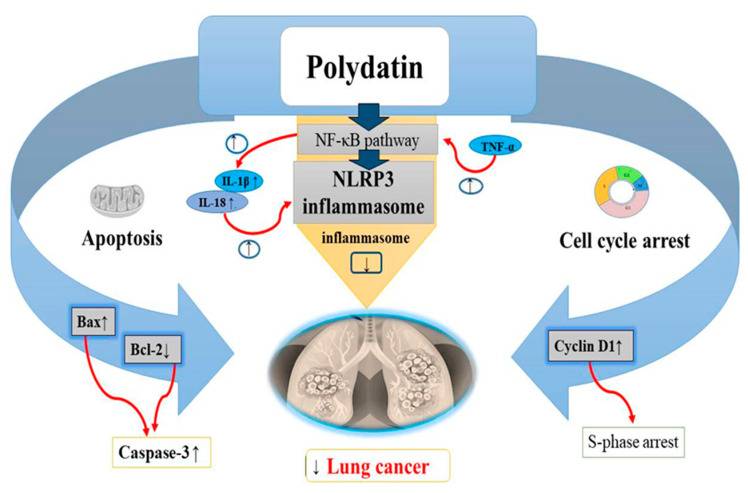 Polydatin
↑
NF-κB pathway
TNF-α
IL-1β↑
IL-18↑
NLRP3
inflammasome
↑
↑
Apoptosis
inflammasome
↓
Cell cycle arrest
Bax↑
Bcl-2↓
Cyclin D1↑
Caspase-3↑
S-phase arrest
↓ Lung cancer